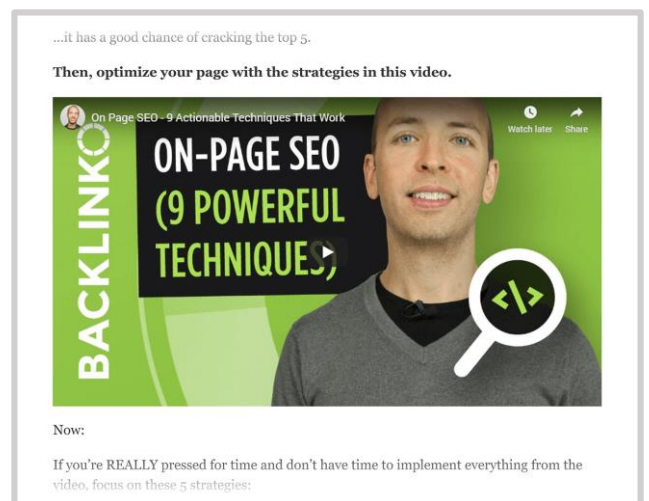 ...it has a good chance of cracking the top 5.
Then, optimize your page with the strategies in this video.
On Page SEO - 9 Actionable Techniques That Work
Watch later
Share
BACKLINKO
ON-PAGE SEO
(9 POWERFUL
TECHNIQUES)
<\>
Now:
If you're REALLY pressed for time and don't have time to implement everything from the
video, focus on these 5 strategies: